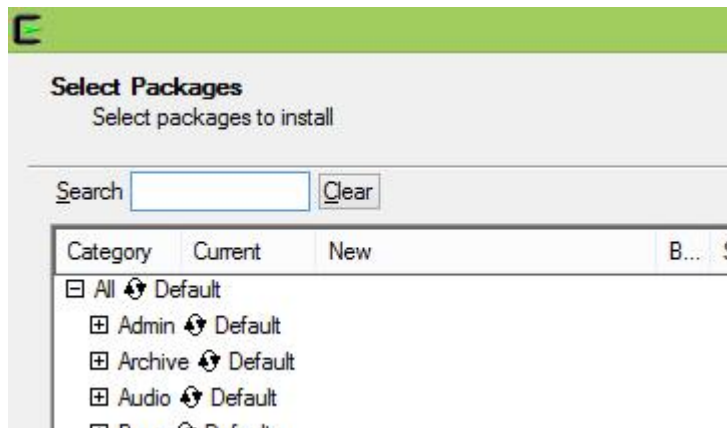 Select Packages
Select packages to install
Search Clear
Category Current New B...
All Default
Admin Default
Archive Default
Audio Default